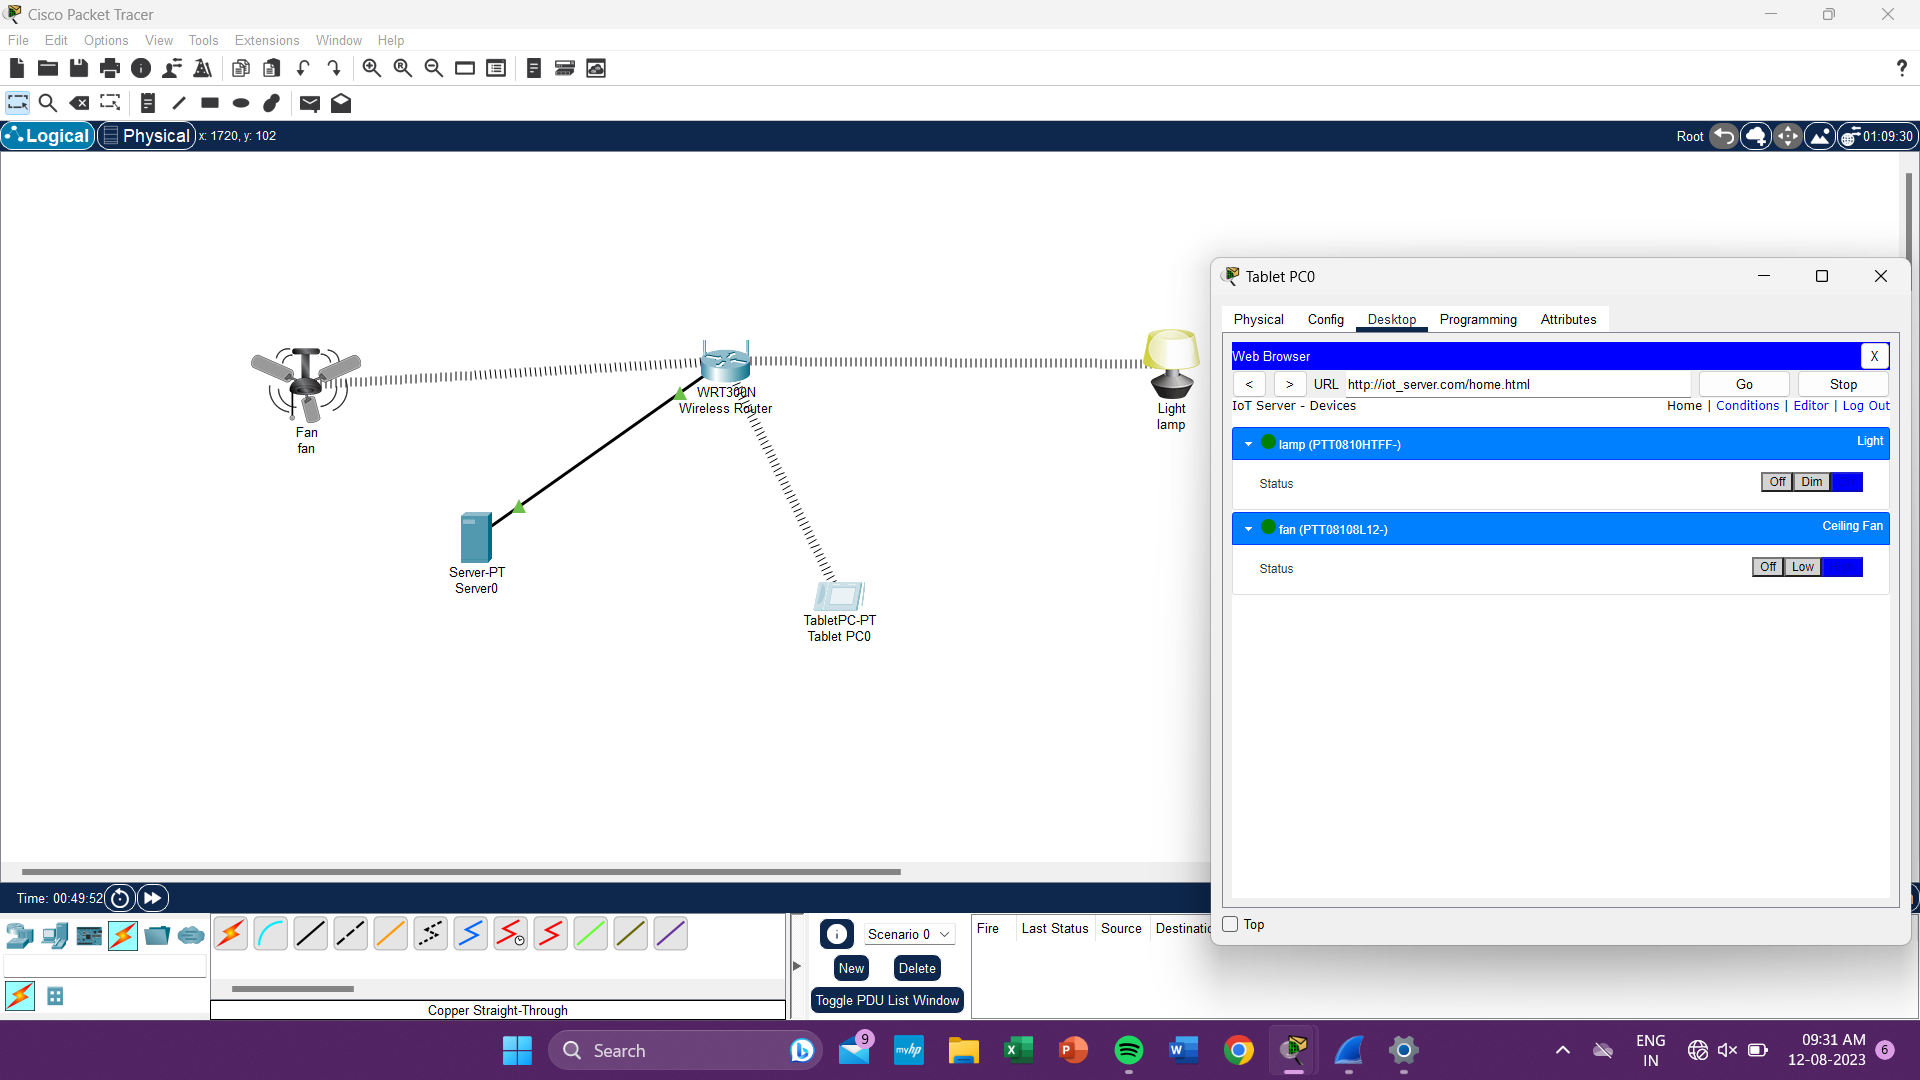 Cisco Packet Tracer
File Edit Options View Tools Extensions Window Help
?
Logical Physical x: 1720, y: 102 Root 01:09:30
Fan
fan
WRT300N
Wireless Router
Light
lamp
Server-PT
Server0
TabletPC-PT
Tablet PC0
Tablet PC0
Physical Config Desktop Programming Attributes
Web Browser X
< > URL http://iot_server.com/home.html Go Stop
IoT Server - Devices Home | Conditions | Editor | Log Out
lamp (PTT0810HTFF-) Light
Status Off Dim
fan (PTT08108L12-) Ceiling Fan
Status Off Low
Top
Time: 00:49:52
Scenario 0
New Delete
Toggle PDU List Window
Fire Last Status Source Destinatio
Copper Straight-Through
Search
9
myhp
ENG
IN
09:31 AM
12-08-2023
6